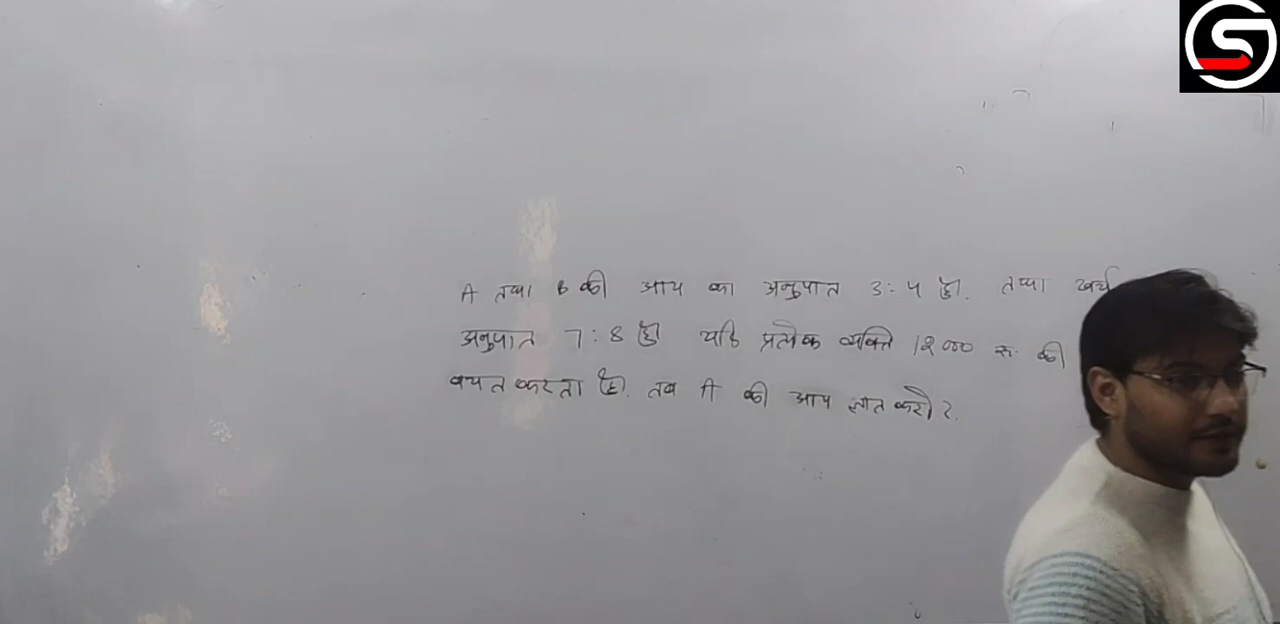 A तथा B की आय का अनुपात 3:4 है. तथा खर्च
अनुपात 7:8 है यदि प्रत्येक व्यक्ति 12000 रू. की
बचत करता है. तब A की आय ज्ञात करो?